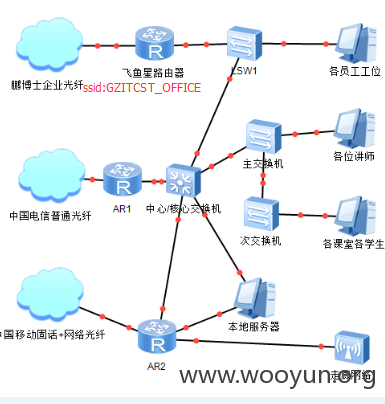 鹏博士企业光纤
飞鱼星路由器
LSW1
各员工工位
ssid:GZITCST_OFFICE
主交换机
各位讲师
中国电信普通光纤
AR1
中心/核心交换机
次交换机
各课室各学生
中国移动固话+网络光纤
AR2
本地服务器
www.wooyun.org